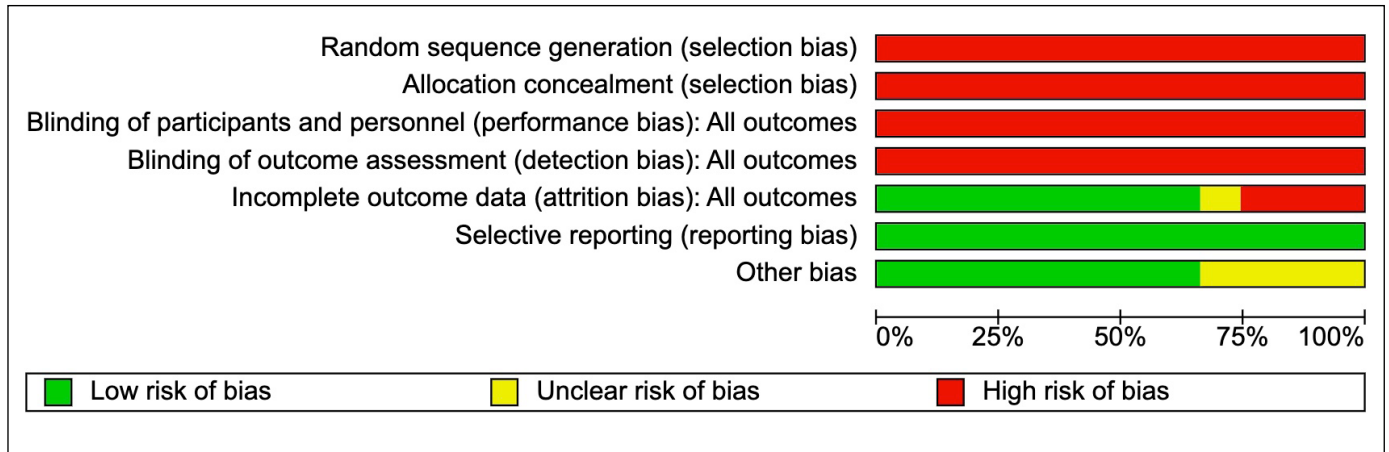 Random sequence generation (selection bias)
Allocation concealment (selection bias)
Blinding of participants and personnel (performance bias): All outcomes
Blinding of outcome assessment (detection bias): All outcomes
Incomplete outcome data (attrition bias): All outcomes
Selective reporting (reporting bias)
Other bias
0% 25% 50% 75% 100%
Low risk of bias Unclear risk of bias High risk of bias